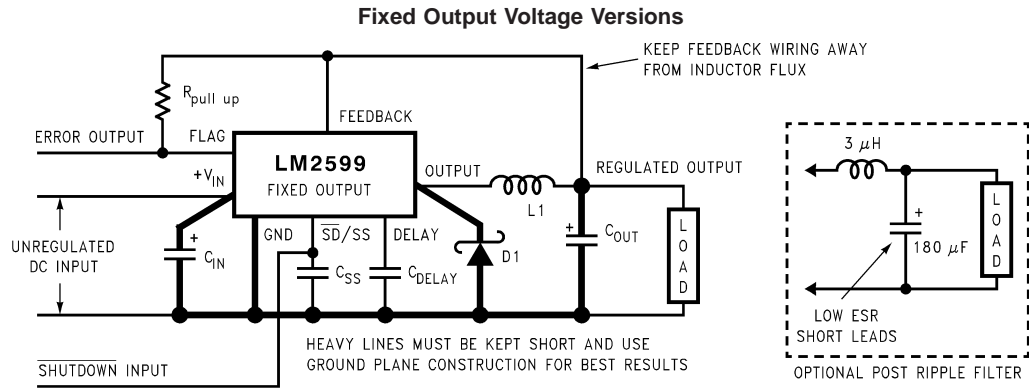 Fixed Output Voltage Versions
KEEP FEEDBACK WIRING AWAY
FROM INDUCTOR FLUX
Rpull up
FEEDBACK
ERROR OUTPUT
FLAG
LM2599
FIXED OUTPUT
+VIN
OUTPUT
L1
REGULATED OUTPUT
UNREGULATED
DC INPUT
+
CIN
GND
SD/SS
DELAY
CSS
CDELAY
D1
+
COUT
LOAD
HEAVY LINES MUST BE KEPT SHORT AND USE
GROUND PLANE CONSTRUCTION FOR BEST RESULTS
SHUTDOWN INPUT
3 μH
+
180 μF
LOAD
LOW ESR
SHORT LEADS
OPTIONAL POST RIPPLE FILTER